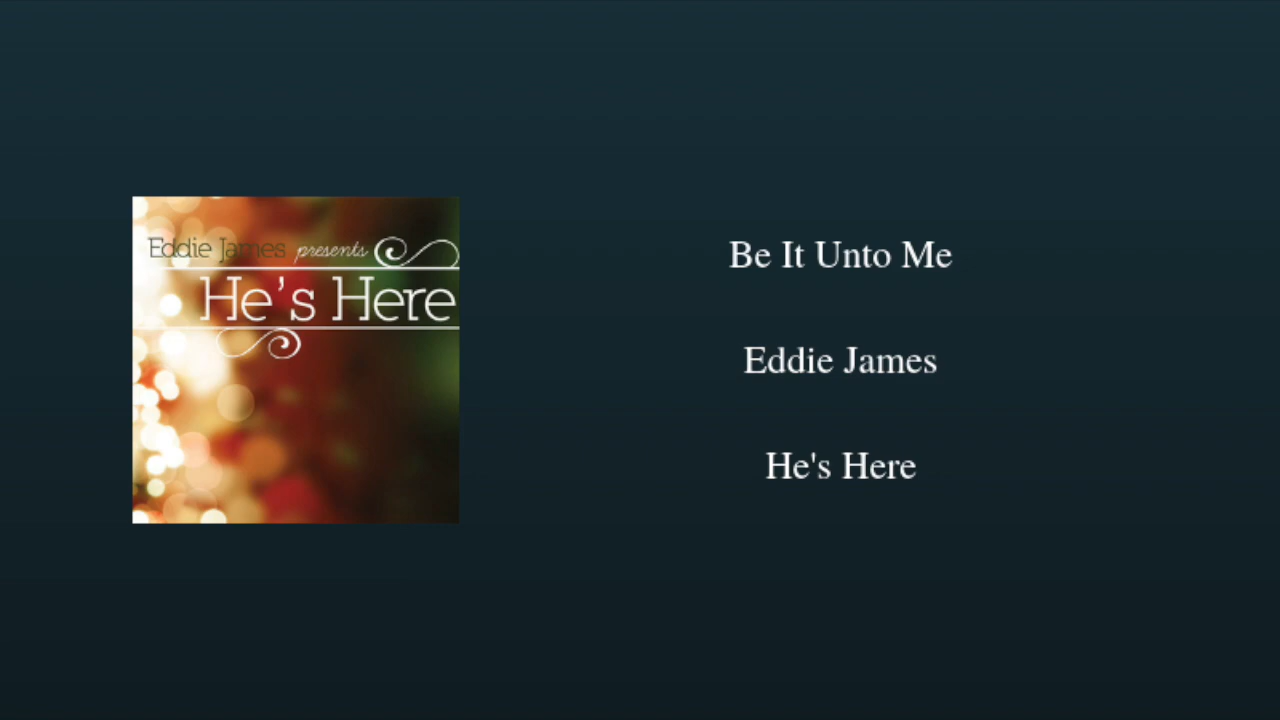 Eddie James presents
He's Here
Be It Unto Me
Eddie James
He's Here